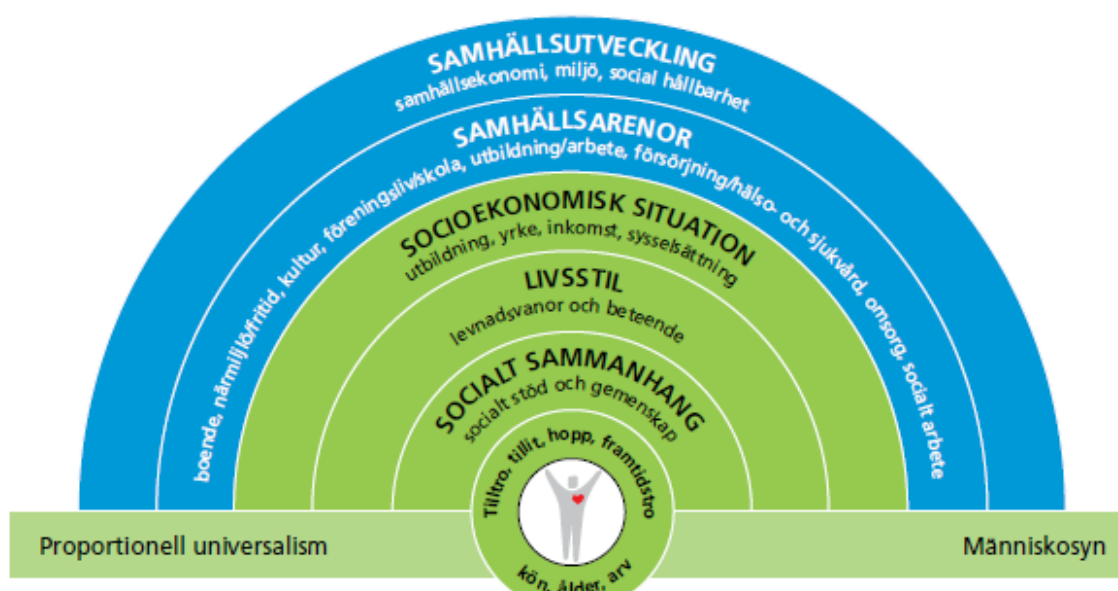 SAMHÄLLSUTVECKLING
samhällsekonomi, miljö, social hållbarhet
SAMHÄLLSARENOR
boende, närmiljö/fritid, kultur, föreningsliv/skola, utbildning/arbete, försörjning/hälso- och sjukvård, omsorg, socialt arbete
SOCIOEKONOMISK SITUATION
utbildning, yrke, inkomst, sysselsättning
LIVSSTIL
levnadsvanor och beteende
SOCIALT SAMMANHANG
socialt stöd och gemenskap
Tilltro, tillit, hopp, framtidstro
kön, ålder, arv
Proportionell universalism
Människosyn